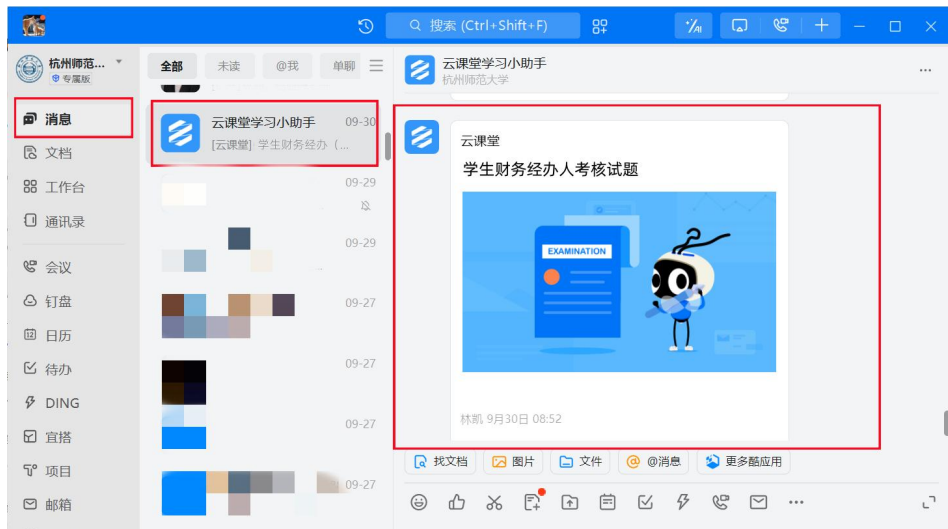 搜索 (Ctrl+Shift+F)
杭州师范...
专属版
消息
文档
工作台
通讯录
会议
钉盘
日历
待办
DING
宜搭
项目
邮箱
全部
未读
@我
单聊
云课堂学习小助手
09-30
[云课堂] 学生财务经办（...
09-29
09-29
09-27
09-27
09-27
09-27
云课堂学习小助手
杭州师范大学
云课堂
学生财务经办人考核试题
EXAMINATION
林凯 9月30日 08:52
找文档
图片
文件
@消息
更多酷应用